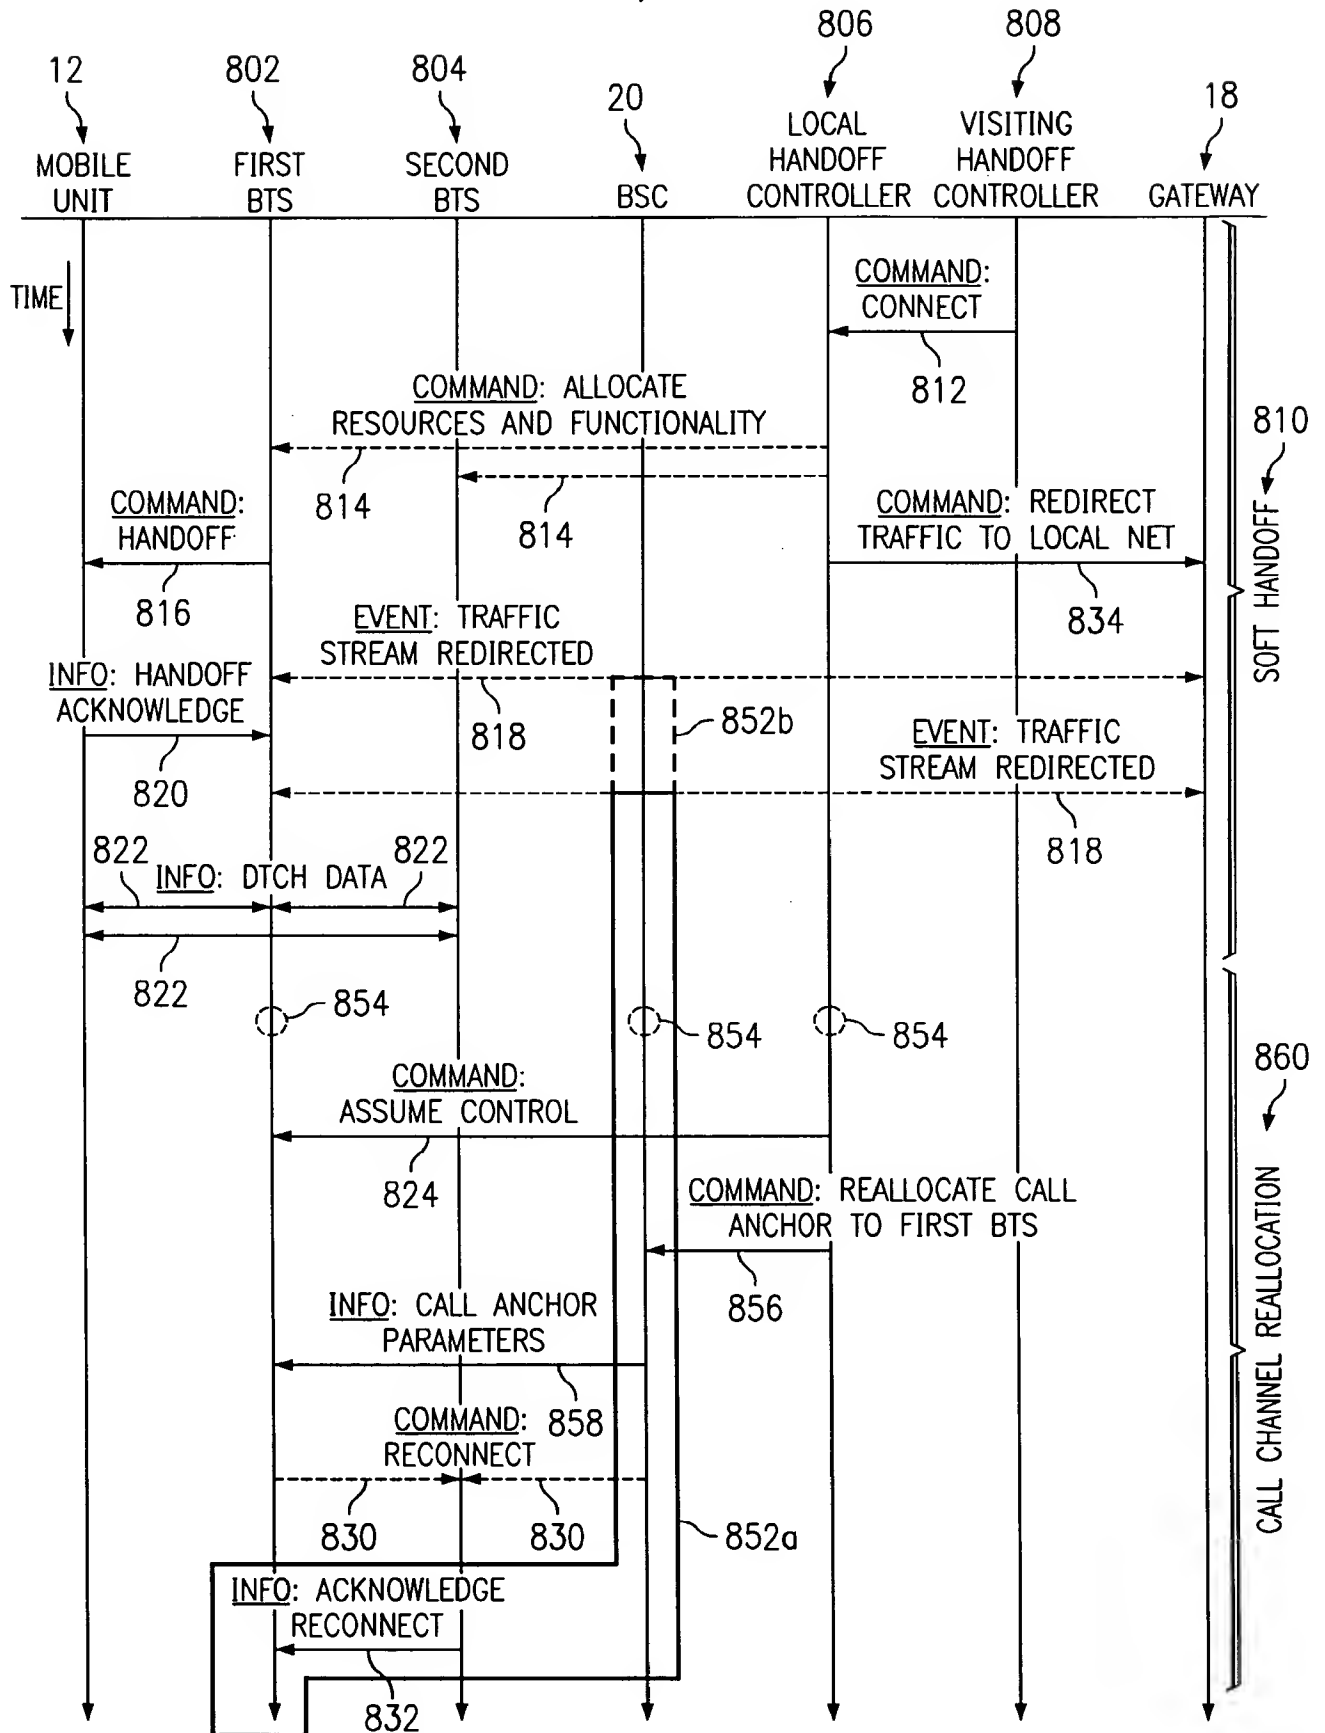 806
808
12
802
804
20
18
MOBILE
UNIT
FIRST
BTS
SECOND
BTS
BSC
LOCAL
HANDOFF
CONTROLLER
VISITING
HANDOFF
CONTROLLER
GATEWAY
TIME
COMMAND:
CONNECT
812
COMMAND: ALLOCATE
RESOURCES AND FUNCTIONALITY
814
814
810
SOFT HANDOFF
COMMAND:
HANDOFF
816
COMMAND: REDIRECT
TRAFFIC TO LOCAL NET
834
EVENT: TRAFFIC
STREAM REDIRECTED
818
INFO: HANDOFF
ACKNOWLEDGE
820
852b
EVENT: TRAFFIC
STREAM REDIRECTED
818
822
INFO: DTCH DATA
822
822
854
854
854
860
CALL CHANNEL REALLOCATION
COMMAND:
ASSUME CONTROL
824
COMMAND: REALLOCATE CALL
ANCHOR TO FIRST BTS
856
INFO: CALL ANCHOR
PARAMETERS
858
COMMAND:
RECONNECT
830
830
852a
INFO: ACKNOWLEDGE
RECONNECT
832